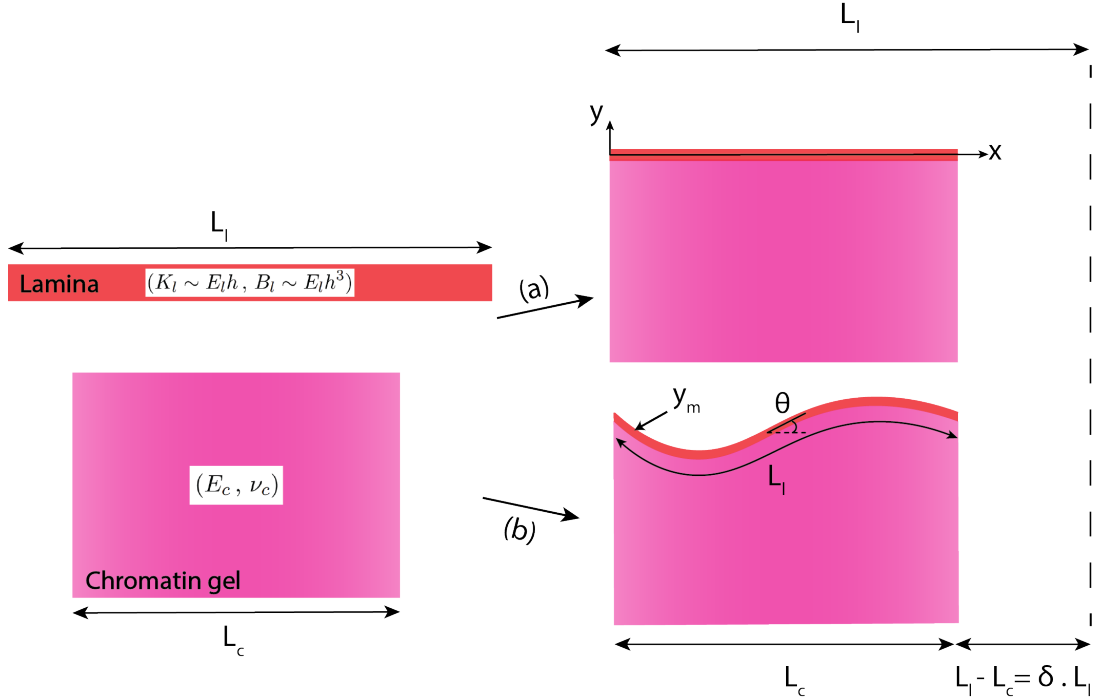 L_l
Lamina
(K_l ∼ E_l h , B_l ∼ E_l h^3)
(E_c , ν_c)
Chromatin gel
L_c
(a)
(b)
L_l
y
x
y_m
θ
L_l
L_c
L_l - L_c = δ . L_l